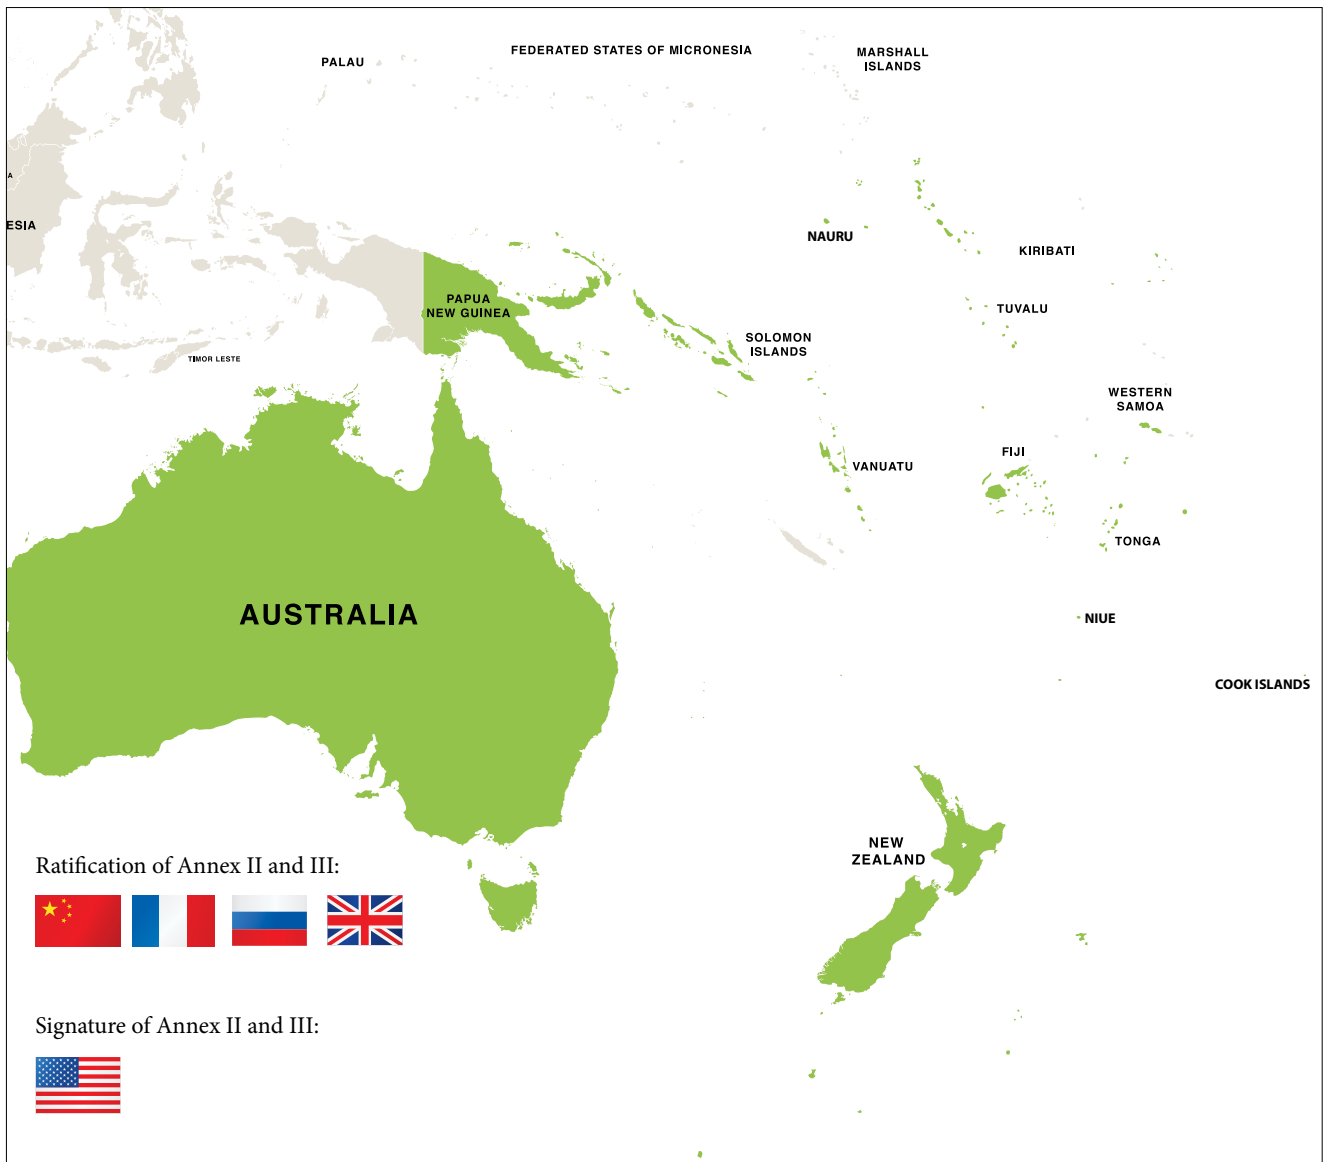 FEDERATED STATES OF MICRONESIA
MARSHALL
ISLANDS
PALAU
A
ESIA
NAURU
KIRIBATI
PAPUA
NEW GUINEA
TUVALU
SOLOMON
ISLANDS
TIMOR LESTE
WESTERN
SAMOA
FIJI
VANUATU
TONGA
AUSTRALIA
NIUE
COOK ISLANDS
NEW
ZEALAND
Ratification of Annex II and III:
Signature of Annex II and III: